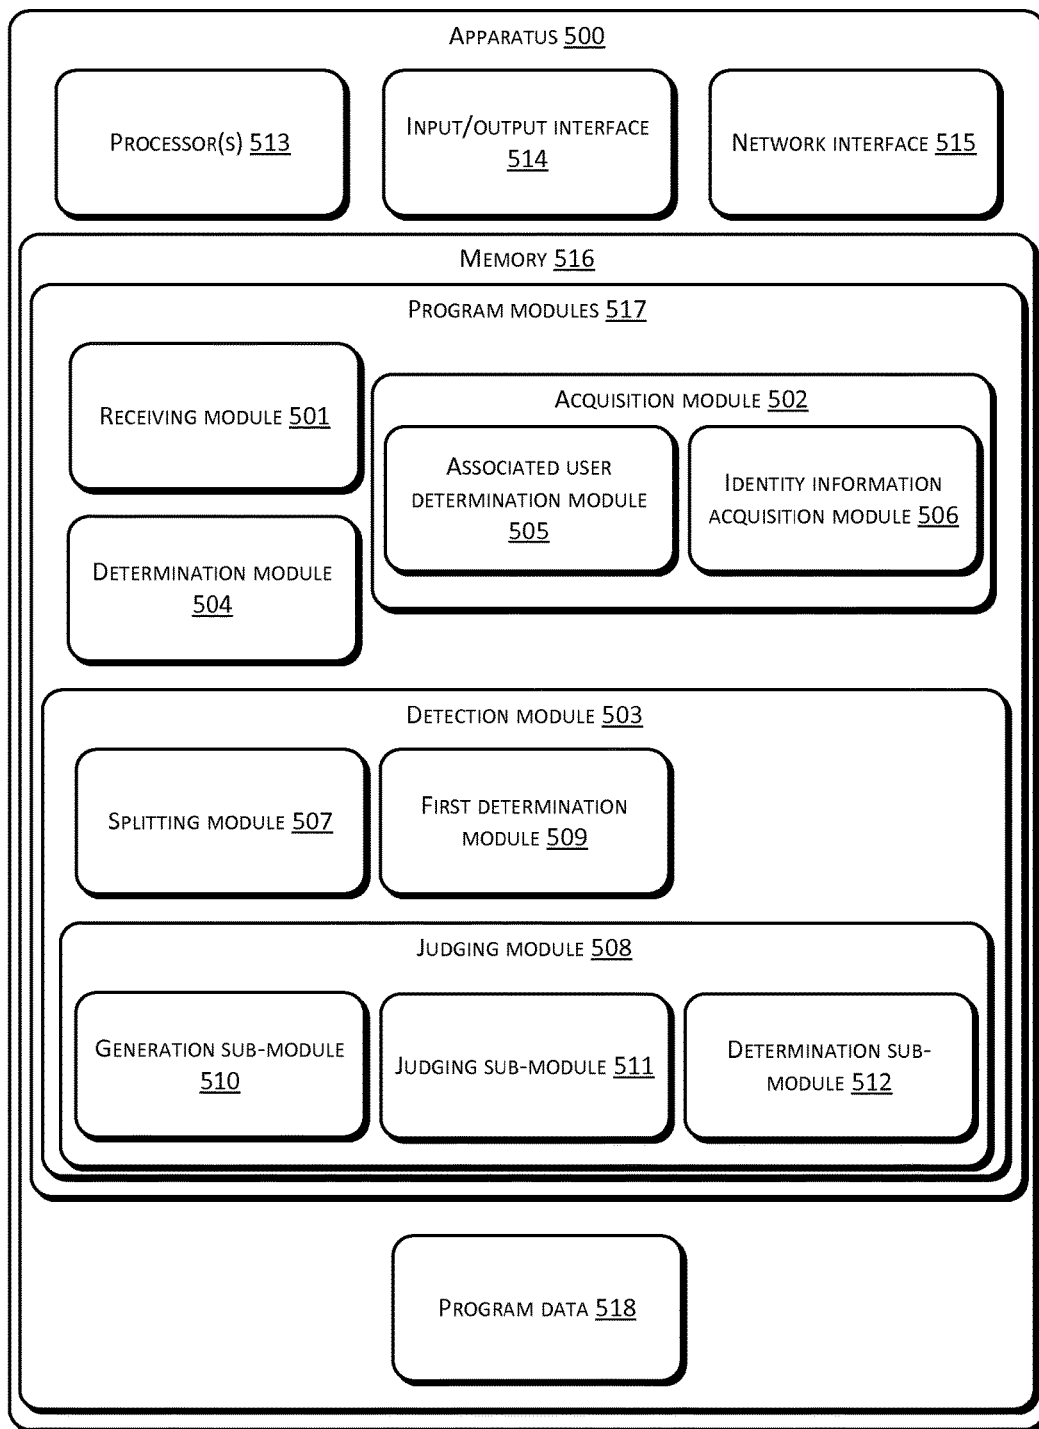 APPARATUS 500
PROCESSOR(S) 513
INPUT/OUTPUT INTERFACE
514
NETWORK INTERFACE 515
MEMORY 516
PROGRAM MODULES 517
RECEIVING MODULE 501
ACQUISITION MODULE 502
ASSOCIATED USER
DETERMINATION MODULE
505
IDENTITY INFORMATION
ACQUISITION MODULE 506
DETERMINATION MODULE
504
DETECTION MODULE 503
SPLITTING MODULE 507
FIRST DETERMINATION
MODULE 509
JUDGING MODULE 508
GENERATION SUB-MODULE
510
JUDGING SUB-MODULE 511
DETERMINATION SUB-
MODULE 512
PROGRAM DATA 518